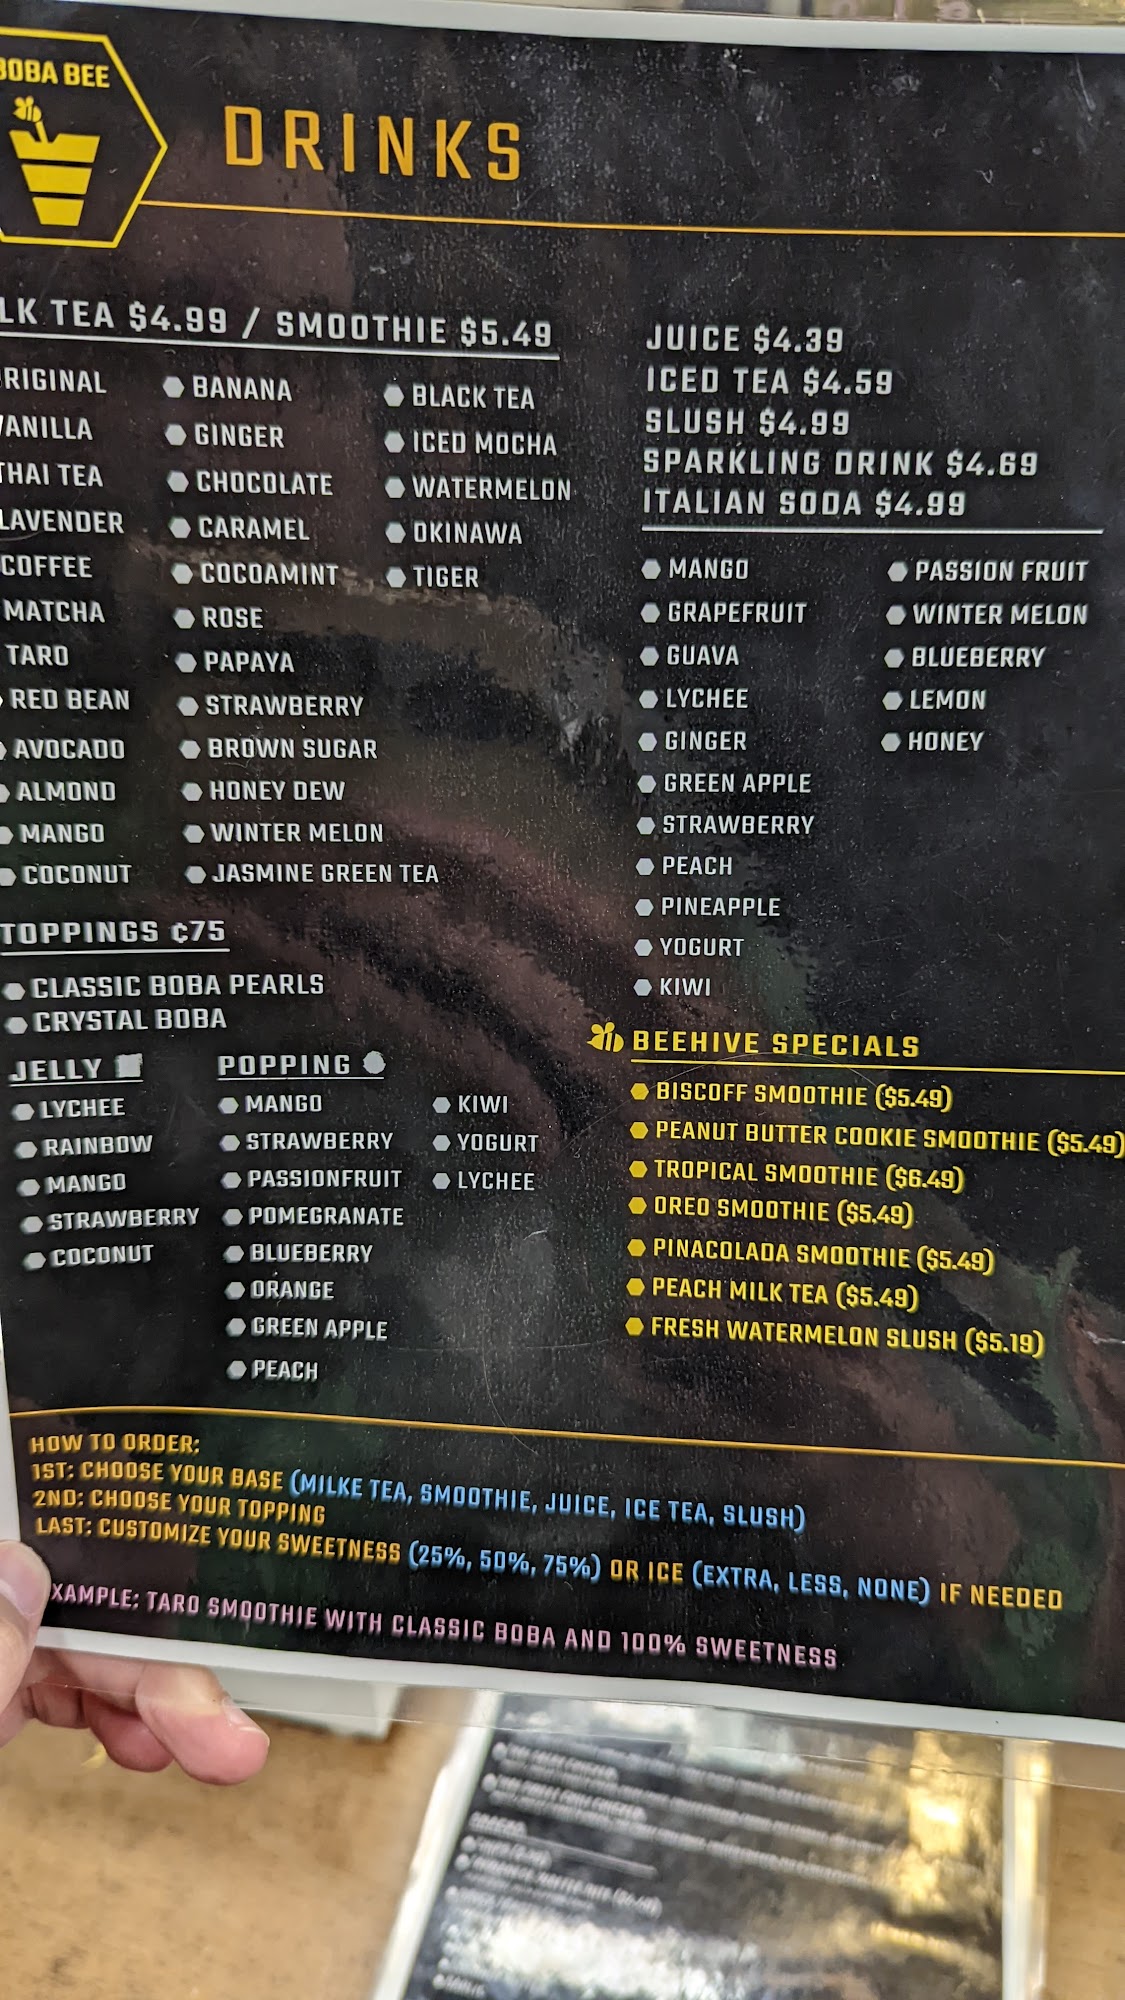 BOBA BEE
DRINKS
LK TEA $4.99 / SMOOTHIE $5.49
RIGINAL
VANILLA
THAI TEA
LAVENDER
COFFEE
MATCHA
TARO
RED BEAN
AVOCADO
ALMOND
MANGO
COCONUT
BANANA
GINGER
CHOCOLATE
CARAMEL
COCOAMINT
ROSE
PAPAYA
STRAWBERRY
BROWN SUGAR
HONEY DEW
WINTER MELON
JASMINE GREEN TEA
BLACK TEA
ICED MOCHA
WATERMELON
OKINAWA
TIGER
TOPPINGS ¢75
CLASSIC BOBA PEARLS
CRYSTAL BOBA
JELLY
LYCHEE
RAINBOW
MANGO
STRAWBERRY
COCONUT
POPPING
MANGO
STRAWBERRY
PASSIONFRUIT
POMEGRANATE
BLUEBERRY
ORANGE
GREEN APPLE
PEACH
KIWI
YOGURT
LYCHEE
JUICE $4.39
ICED TEA $4.59
SLUSH $4.99
SPARKLING DRINK $4.69
ITALIAN SODA $4.99
MANGO
GRAPEFRUIT
GUAVA
LYCHEE
GINGER
GREEN APPLE
STRAWBERRY
PEACH
PINEAPPLE
YOGURT
KIWI
PASSION FRUIT
WINTER MELON
BLUEBERRY
LEMON
HONEY
BEEHIVE SPECIALS
BISCOFF SMOOTHIE ($5.49)
PEANUT BUTTER COOKIE SMOOTHIE ($5.49)
TROPICAL SMOOTHIE ($6.49)
OREO SMOOTHIE ($5.49)
PINACOLADA SMOOTHIE ($5.49)
PEACH MILK TEA ($5.49)
FRESH WATERMELON SLUSH ($5.19)
HOW TO ORDER:
1ST: CHOOSE YOUR BASE (MILKE TEA, SMOOTHIE, JUICE, ICE TEA, SLUSH)
2ND: CHOOSE YOUR TOPPING
LAST: CUSTOMIZE YOUR SWEETNESS (25%, 50%, 75%) OR ICE (EXTRA, LESS, NONE) IF NEEDED
XAMPLE: TARO SMOOTHIE WITH CLASSIC BOBA AND 100% SWEETNESS